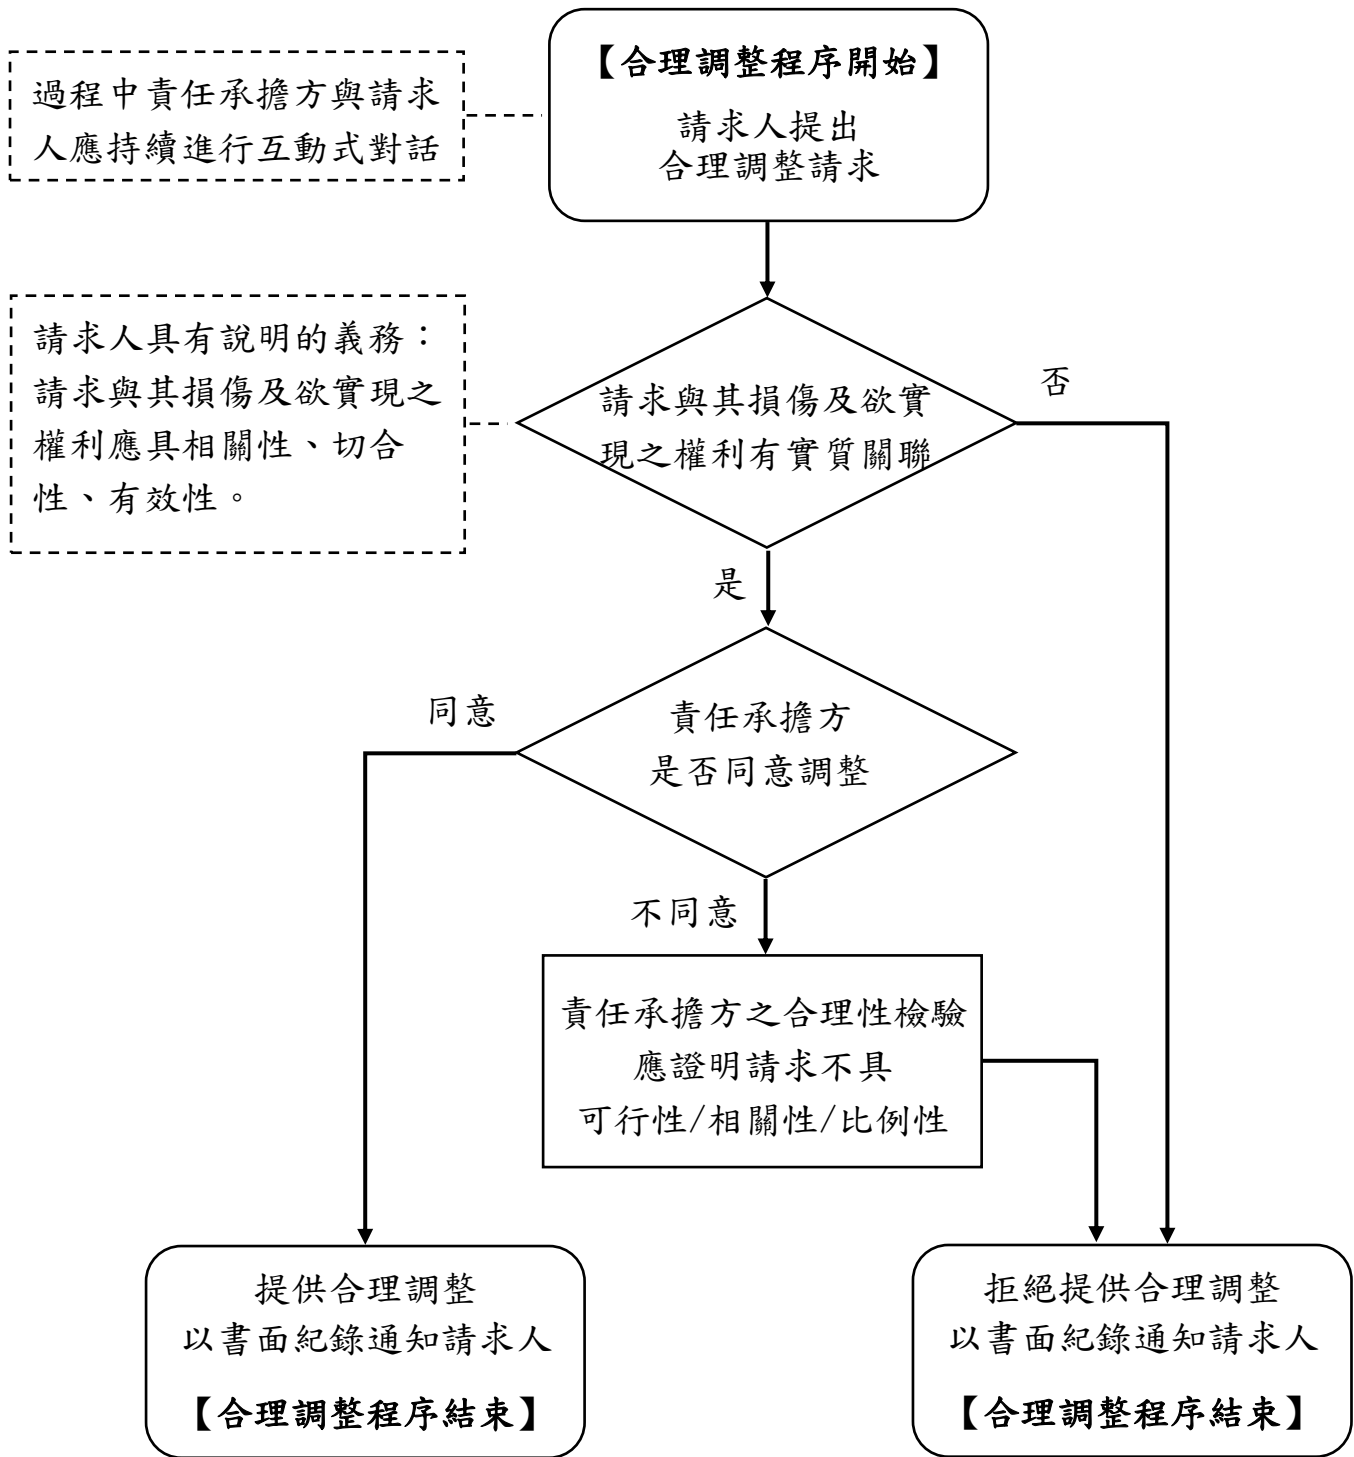 【合理調整程序開始】
請求人提出
合理調整請求
過程中責任承擔方與請求
人應持續進行互動式對話
請求人具有說明的義務：
請求與其損傷及欲實現之
權利應具相關性、切合
性、有效性。
請求與其損傷及欲實
現之權利有實質關聯
否
是
責任承擔方
是否同意調整
同意
不同意
責任承擔方之合理性檢驗
應證明請求不具
可行性/相關性/比例性
提供合理調整
以書面紀錄通知請求人
【合理調整程序結束】
拒絕提供合理調整
以書面紀錄通知請求人
【合理調整程序結束】